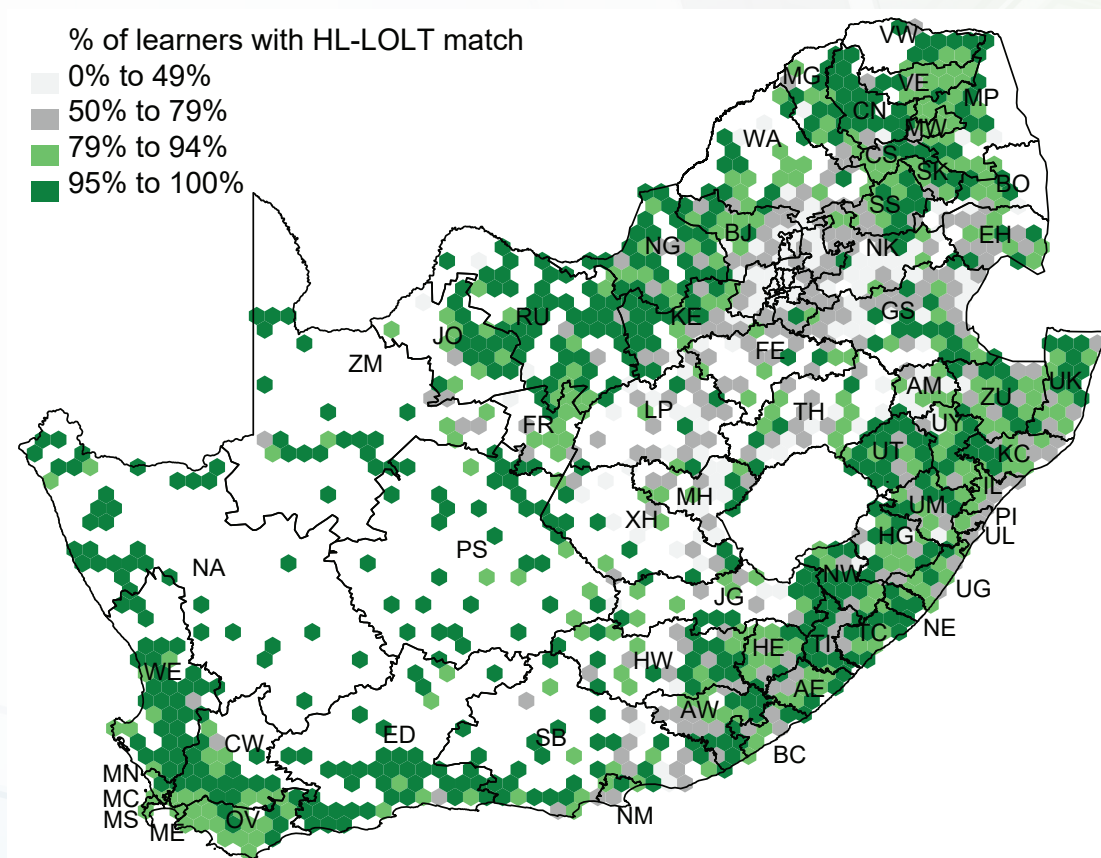 % of learners with HL-LOLT match
0% to 49%
50% to 79%
79% to 94%
95% to 100%
VW
MG
VE
MP
CN
MW
WA
CS
SK
BO
SS
NG
BJ
NK
EH
JO
RU
KE
GS
ZM
FE
AM
ZU
UK
FR
LP
TH
UY
UT
KC
MH
IL
UM
PI
XH
HG
UL
PS
NA
NW
UG
JG
NE
TC
TI
HE
HW
WE
AE
AW
CW
ED
SB
BC
MN
MC
MS
ME
OV
NM